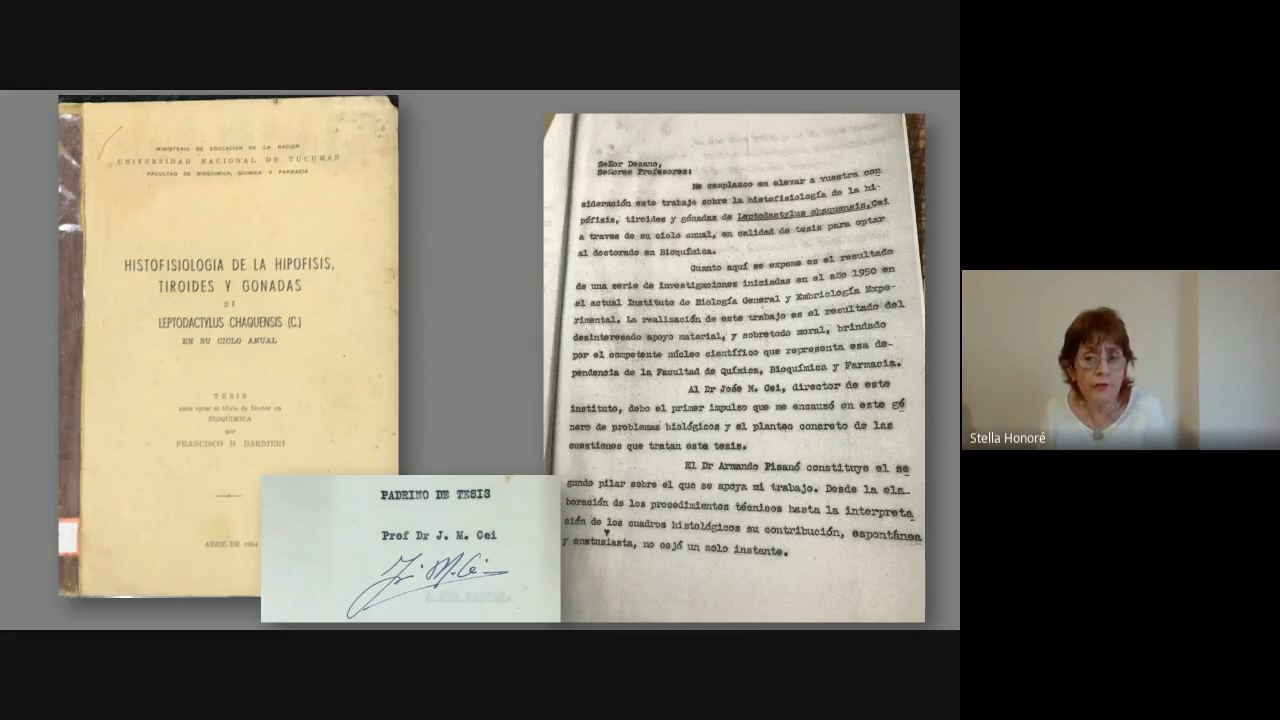 MINISTERIO DE EDUCACION DE LA NACION
UNIVERSIDAD NACIONAL DE TUCUMAN
FACULTAD DE BIOQUIMICA, QUIMICA Y FARMACIA
HISTOFISIOLOGIA DE LA HIPOFISIS,
TIROIDES Y GONADAS
DE
LEPTODACTYLUS CHAQUENSIS (C.)
EN SU CICLO ANUAL
TESIS
para optar al título de Doctor en
BIOQUIMICA
por
FRANCISCO D. BARBIERI
ABRIL DE 1954
PADRINO DE TESIS
Prof Dr J. M. Cei
Señor Decano,
Señores Profesores:
Me complazco en elevar a vuestra con
sideración este trabajo sobre la histofisiología de la hi-
pófisis, tiroides y gónadas de Leptodactylus chaquensis,Cei
a traves de su ciclo anual, en calidad de tesis para optar
al doctorado en Bioquímica.
Cuanto aquí se expone es el resultado
de una serie de investigaciones iniciadas en el año 1950 en
el actual Instituto de Biología General y Embriología Expe-
rimental. La realización de este trabajo es el resultado del
desinteresado apoyo material, y sobretodo moral, brindado
por el competente núcleo científico que representa esa de-
pendencia de la Facultad de Química, Bioquímica y Farmacia.
Al Dr José M. Cei, director de este
instituto, debo el primer impulso que me encausó en este gé
nero de problemas biológicos y el planteo concreto de las
cuestiones que tratan esta tesis.
El Dr Armando Pisanó constituye el se
gundo pilar sobre el que se apoya mi trabajo. Desde la ela_
boración de los procedimientos técnicos hasta la interpreta_
ción de los cuadros histológicos su contribución, espontánea
y enstusiasta, no cejó un solo instante.
Stella Honoré